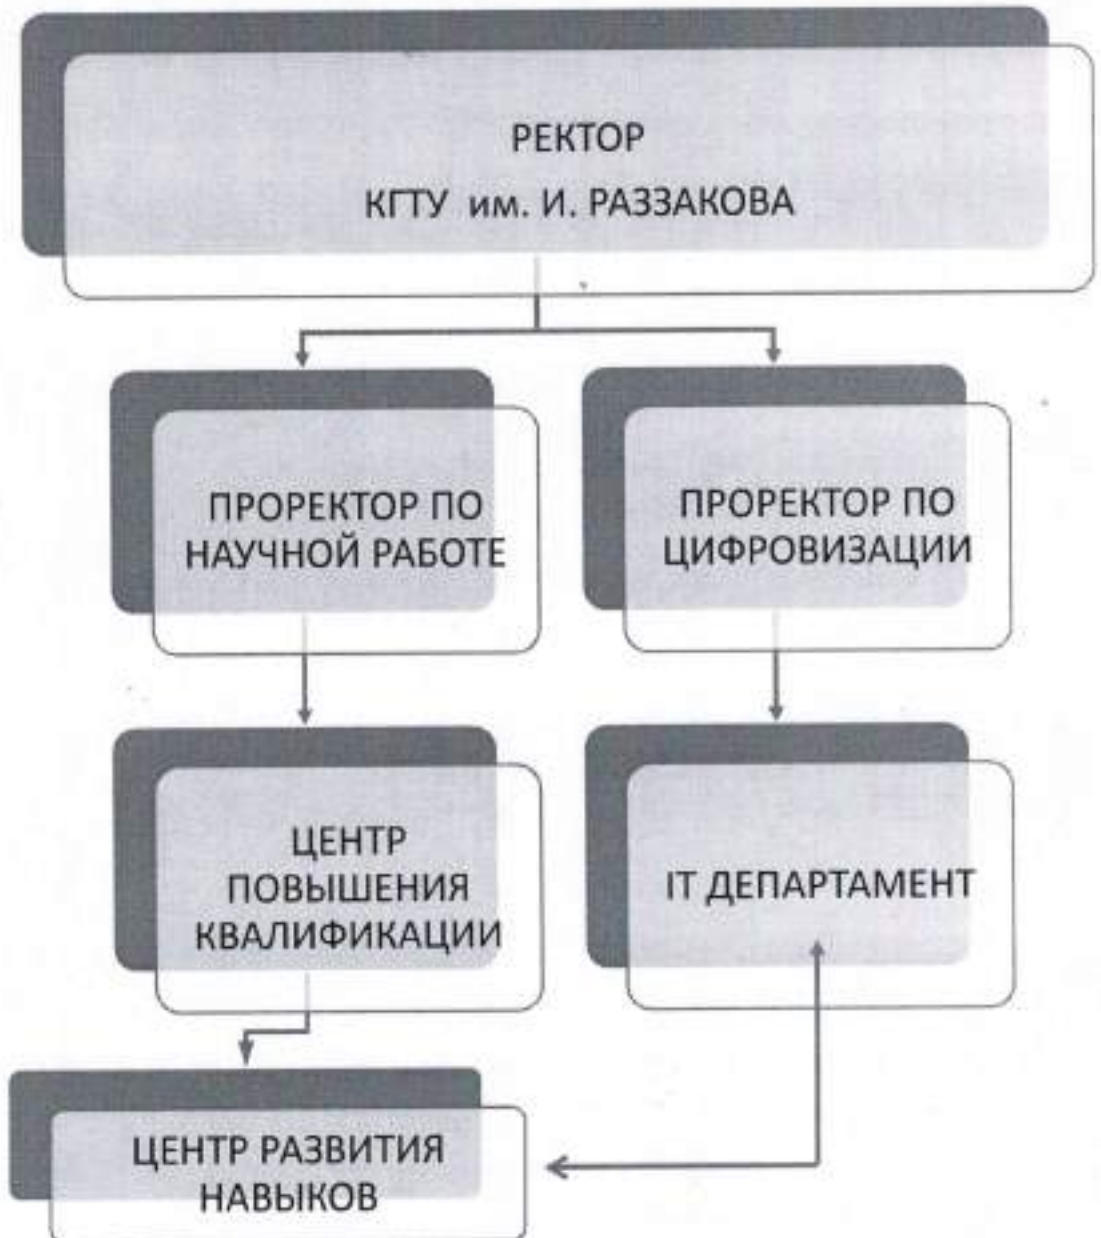 РЕКТОР
КГТУ им. И. РАЗЗАКОВА
ПРОРЕКТОР ПО
НАУЧНОЙ РАБОТЕ
ПРОРЕКТОР ПО
ЦИФРОВИЗАЦИИ
ЦЕНТР
ПОВЫШЕНИЯ
КВАЛИФИКАЦИИ
IT ДЕПАРТАМЕНТ
ЦЕНТР РАЗВИТИЯ
НАВЫКОВ